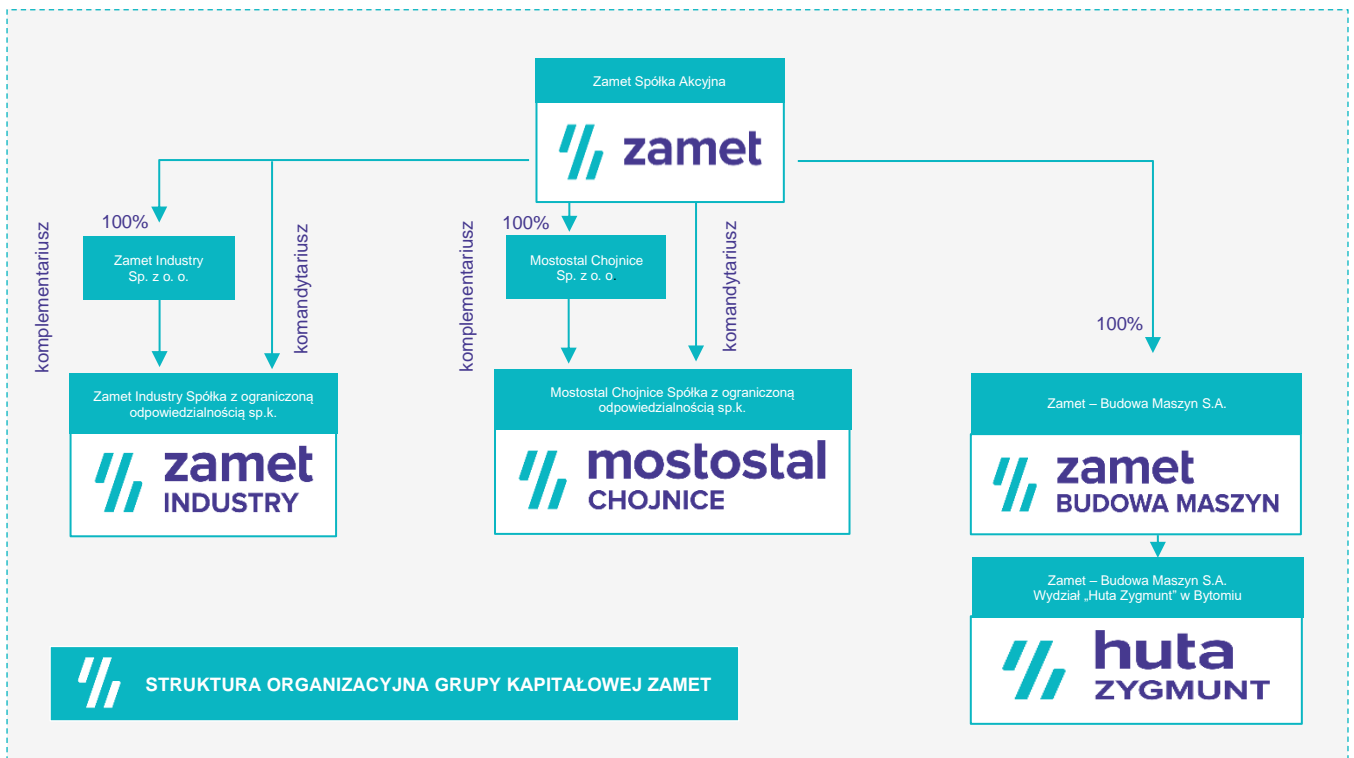 Zamet Spółka Akcyjna
zamet
100%
komplementariusz
Zamet Industry
Sp. z o. o.
komandytariusz
100%
komplementariusz
Mostostal Chojnice
Sp. z o. o.
komandytariusz
100%
Zamet Industry Spółka z ograniczoną
odpowiedzialnością sp.k.
zamet
INDUSTRY
Mostostal Chojnice Spółka z ograniczoną
odpowiedzialnością sp.k.
mostostal
CHOJNICE
Zamet – Budowa Maszyn S.A.
zamet
BUDOWA MASZYN
Zamet – Budowa Maszyn S.A.
Wydział „Huta Zygmunt” w Bytomiu
huta
ZYGMUNT
STRUKTURA ORGANIZACYJNA GRUPY KAPITAŁOWEJ ZAMET